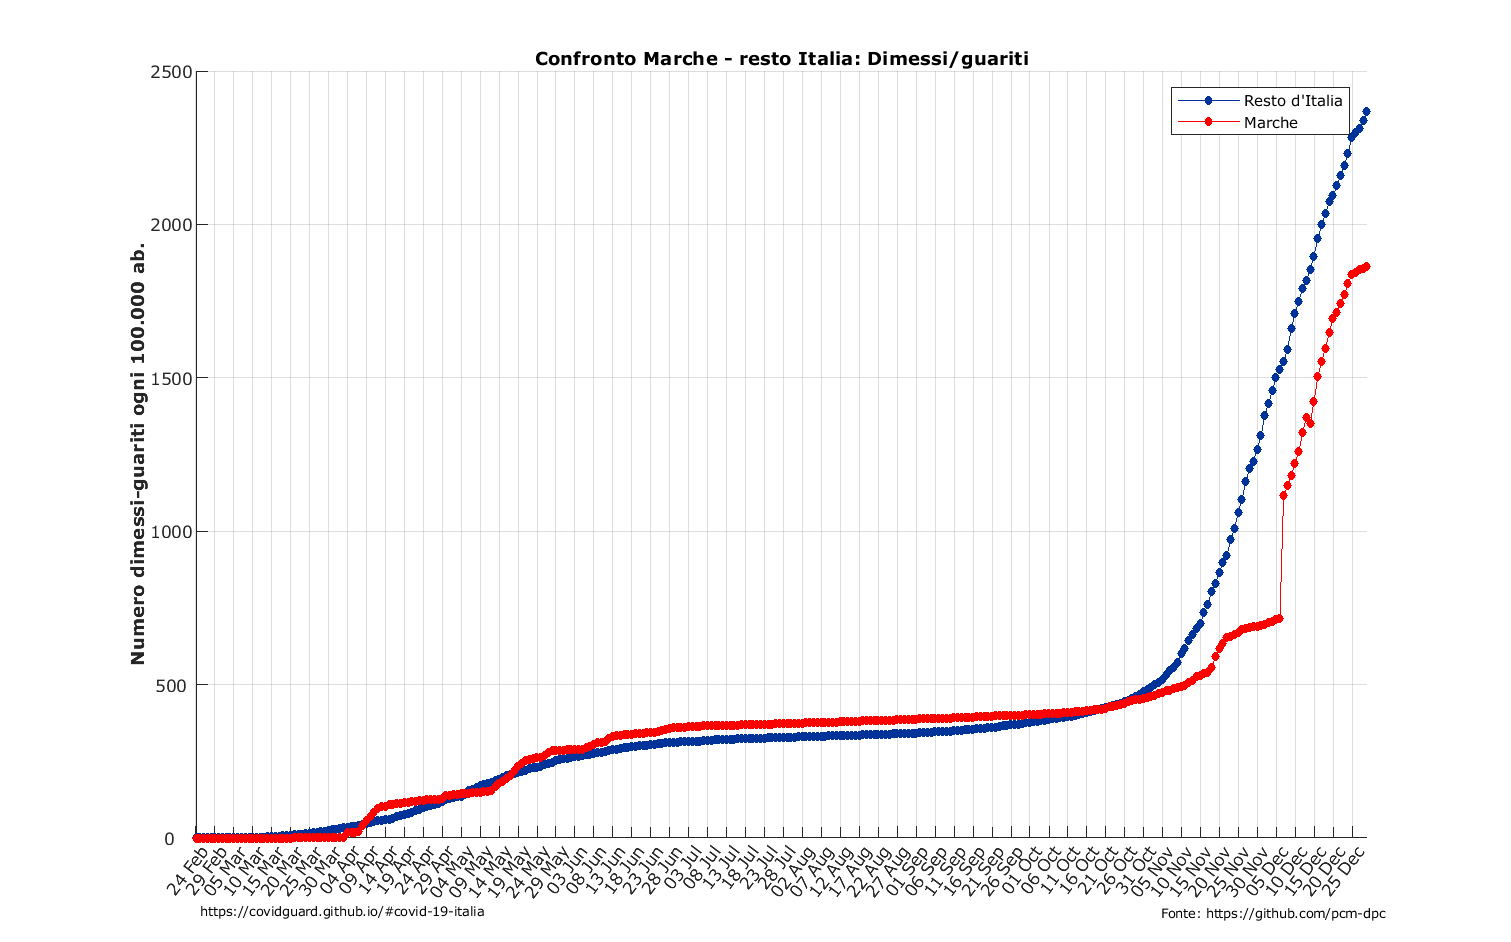 Confronto Marche - resto Italia: Dimessi/guariti
Resto d'Italia
Marche
Numero dimessi-guariti ogni 100.000 ab.
2500
2000
1500
1000
500
0
24 Feb
29 Feb
05 Mar
10 Mar
15 Mar
20 Mar
25 Mar
30 Mar
04 Apr
09 Apr
14 Apr
19 Apr
24 Apr
29 Apr
04 May
09 May
14 May
19 May
24 May
29 May
03 Jun
08 Jun
13 Jun
18 Jun
23 Jun
28 Jun
03 Jul
08 Jul
13 Jul
18 Jul
23 Jul
28 Jul
02 Aug
07 Aug
12 Aug
17 Aug
22 Aug
27 Aug
01 Sep
06 Sep
11 Sep
16 Sep
21 Sep
26 Sep
01 Oct
06 Oct
11 Oct
16 Oct
21 Oct
26 Oct
31 Oct
05 Nov
10 Nov
15 Nov
20 Nov
25 Nov
30 Nov
05 Dec
10 Dec
15 Dec
20 Dec
25 Dec
https://covidguard.github.io/#covid-19-italia
Fonte: https://github.com/pcm-dpc